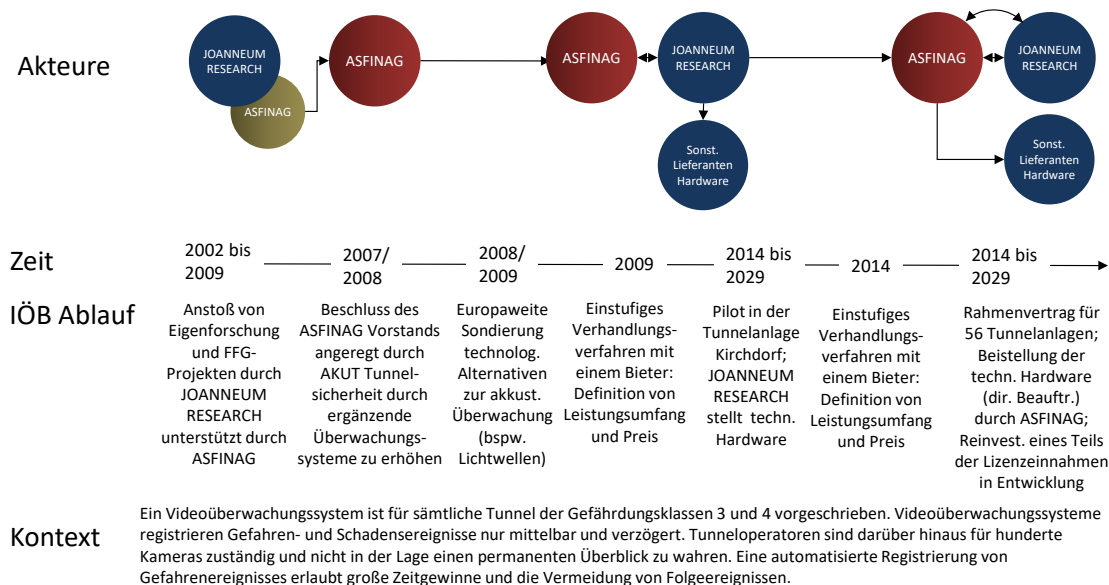 Akteure
JOANNEUM
RESEARCH
ASFINAG
ASFINAG
ASFINAG
JOANNEUM
RESEARCH
Sonst.
Lieferanten
Hardware
ASFINAG
JOANNEUM
RESEARCH
Sonst.
Lieferanten
Hardware
Zeit
2002 bis
2009
2007/
2008
2008/
2009
2009
2014 bis
2029
2014
2014 bis
2029
IÖB Ablauf
Anstoß von
Eigenforschung
und FFG-
Projekten durch
JOANNEUM
RESEARCH
unterstützt durch
ASFINAG
Beschluss des
ASFINAG Vorstands
angeregt durch
AKUT Tunnel-
sicherheit durch
ergänzende
Überwachungs-
systeme zu erhöhen
Europaweite
Sondierung
technolog.
Alternativen
zur akkust.
Überwachung
(bspw.
Lichtwellen)
Einstufiges
Verhandlungs-
verfahren mit
einem Bieter:
Definition von
Leistungsumfang
und Preis
Pilot in der
Tunnelanlage
Kirchdorf;
JOANNEUM
RESEARCH
stellt techn.
Hardware
Einstufiges
Verhandlungs-
verfahren mit
einem Bieter:
Definition von
Leistungsumfang
und Preis
Rahmenvertrag für
56 Tunnelanlagen;
Beistellung der
techn. Hardware
(dir. Beauftr.)
durch ASFINAG;
Reinvest. eines Teils
der Lizenzeinnahmen
in Entwicklung
Kontext
Ein Videoüberwachungssystem ist für sämtliche Tunnel der Gefährdungsklassen 3 und 4 vorgeschrieben. Videoüberwachungssysteme
registrieren Gefahren- und Schadensereignisse nur mittelbar und verzögert. Tunneloperatoren sind darüber hinaus für hunderte
Kameras zuständig und nicht in der Lage einen permanenten Überblick zu wahren. Eine automatisierte Registrierung von
Gefahrenereignisses erlaubt große Zeitgewinne und die Vermeidung von Folgeereignissen.